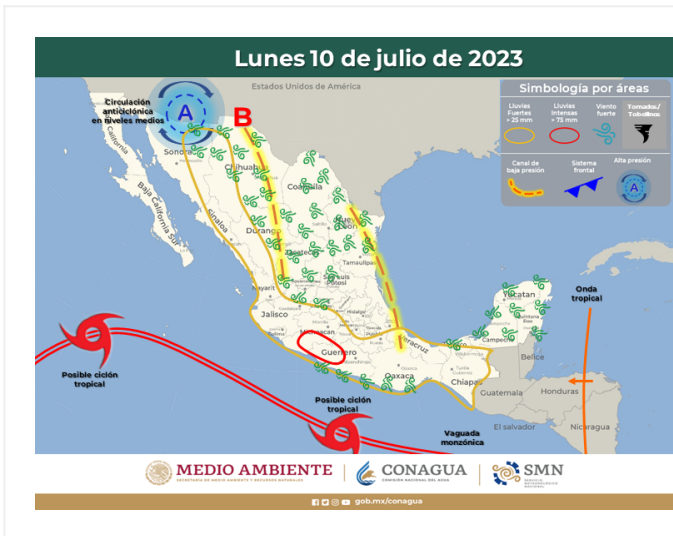 Lunes 10 de julio de 2023
Estados Unidos de América
Circulación
anticiclónica
en niveles medios
A
B
Simbología por áreas
Lluvias
Fuertes
> 25 mm
Lluvias
Intensas
> 75 mm
Viento
fuerte
Tornados/
Torbellinos
Canal de
baja presión
Sistema
frontal
Alta presión
A
Baja California Sur
Sonora
Chihuahua
Coahuila
Sinaloa
Durango
Nuevo
León
Tamaulipas
Zacatecas
San Luis
Potosí
Nayarit
Jalisco
Colima
Michoacán
Hidalgo
Guerrero
Veracruz
Oaxaca
Chiapas
Yucatán
Quintana
Roo
Campeche
Onda
tropical
Belice
Guatemala
Honduras
El salvador
Nicaragua
Posible ciclón
tropical
Posible ciclón
tropical
Vaguada
monzónica
MEDIO AMBIENTE
SECRETARÍA DE MEDIO AMBIENTE Y RECURSOS NATURALES
CONAGUA
COMISIÓN NACIONAL DEL AGUA
SMN
SERVICIO
METEOROLÓGICO
NACIONAL
gob.mx/conagua